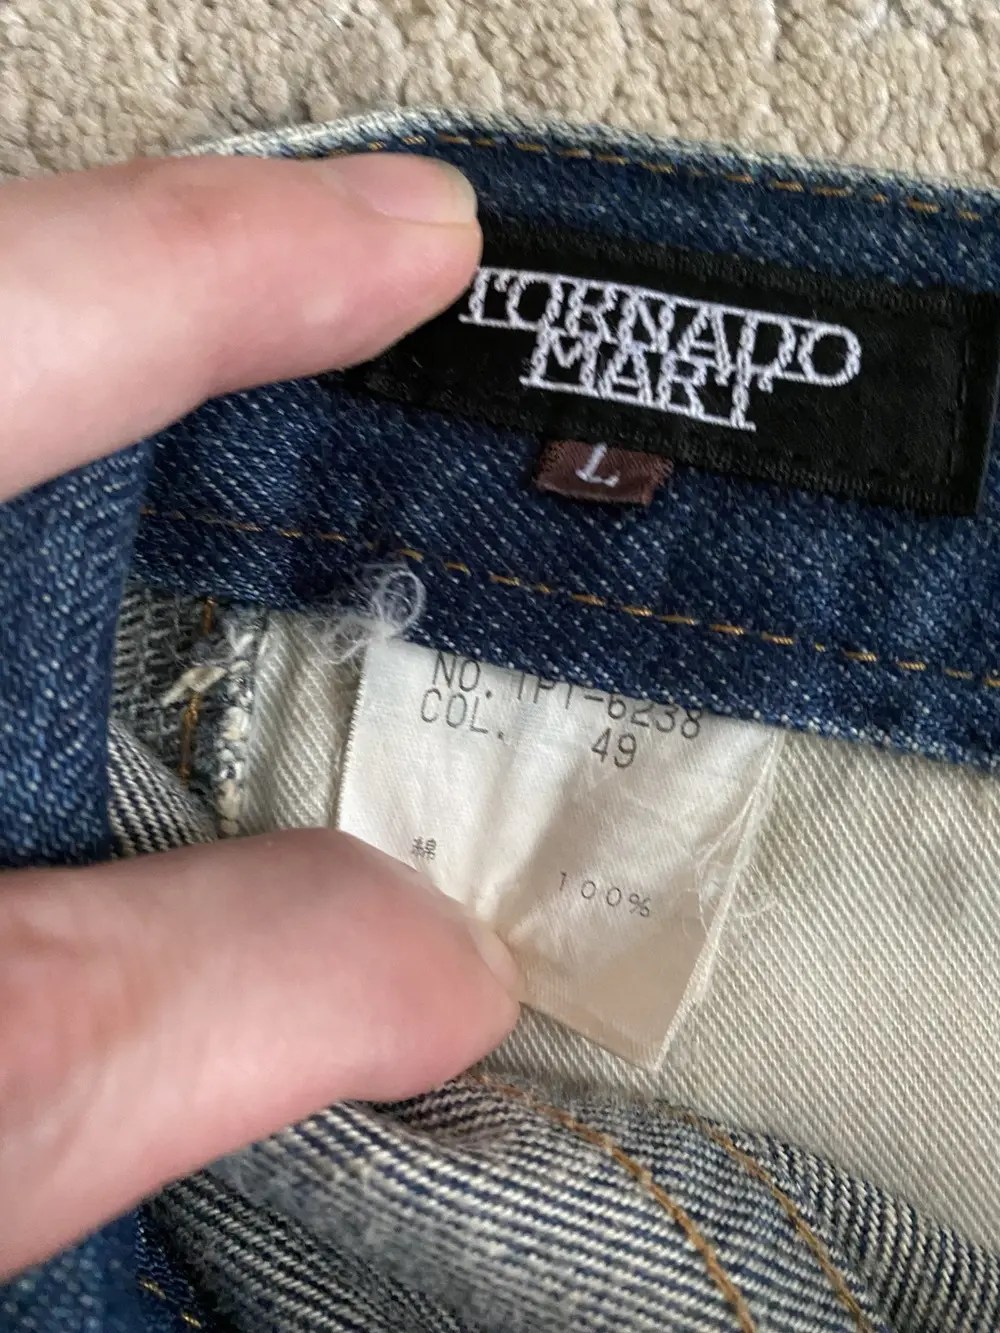 TORNADO
MART
L
NO. TPT-6238
COL. 49
綿 100%